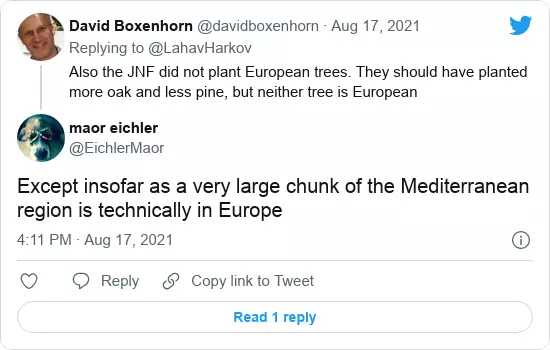 David Boxenhorn @davidboxenhorn · Aug 17, 2021
Replying to @LahavHarkov
Also the JNF did not plant European trees. They should have planted
more oak and less pine, but neither tree is European
maor eichler
@EichlerMaor
Except insofar as a very large chunk of the Mediterranean
region is technically in Europe
4:11 PM · Aug 17, 2021
Reply
Copy link to Tweet
Read 1 reply